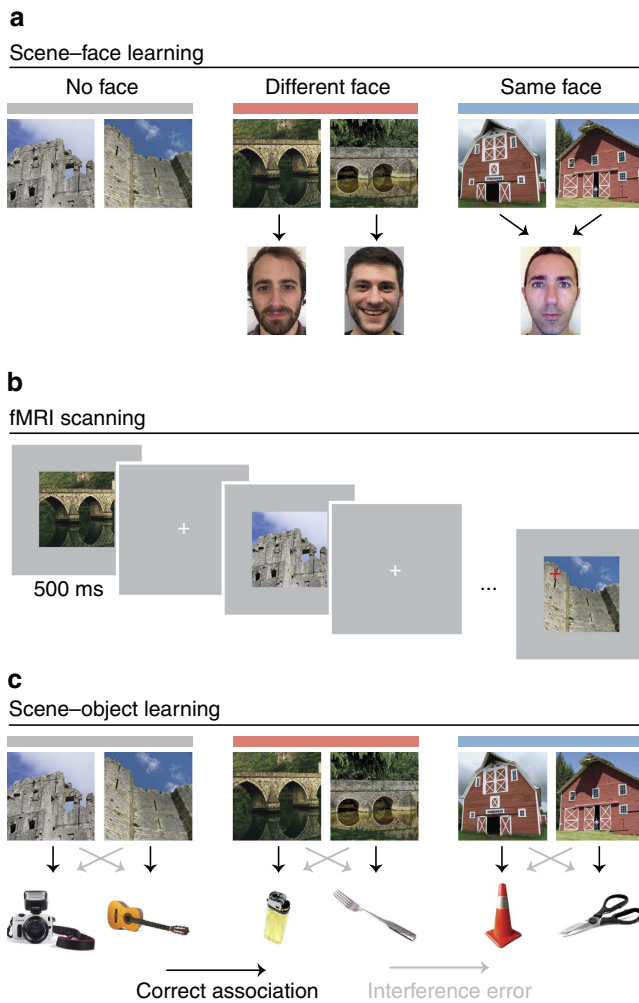 a
Scene–face learning
No face Different face Same face
b
fMRI scanning
500 ms
...
c
Scene–object learning
Correct association Interference error